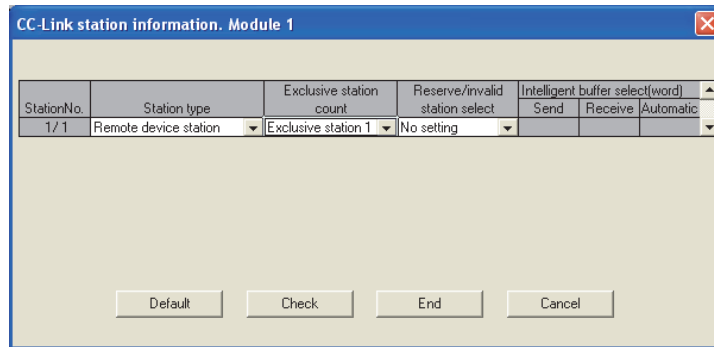 CC-Link station information. Module 1
Exclusive station Reserve/invalid Intelligent buffer select(word)
StationNo. Station type count station select Send Receive Automatic
1/1 Remote device station Exclusive station 1 No setting
Default Check End Cancel